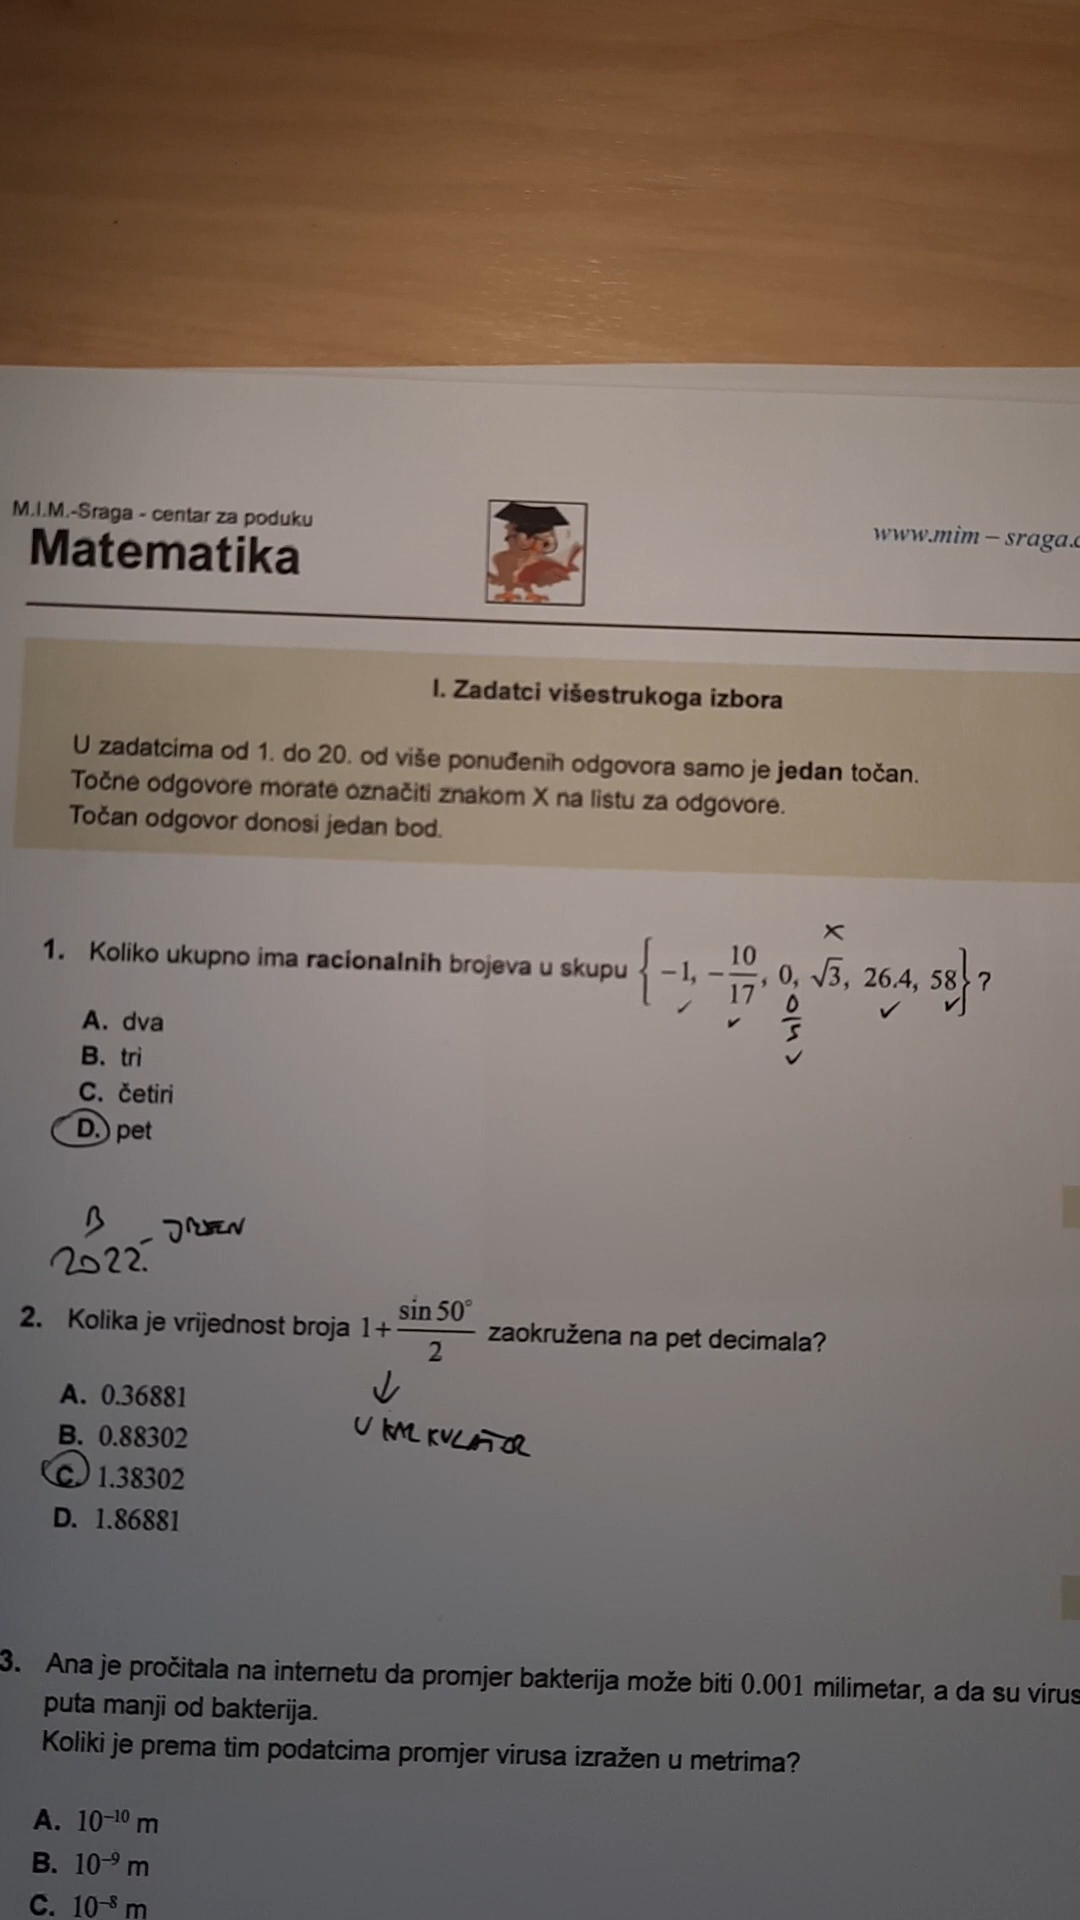 M.I.M.-Sraga - centar za poduku
Matematika
www.mim – sraga.c
I. Zadatci višestrukoga izbora
U zadatcima od 1. do 20. od više ponuđenih odgovora samo je jedan točan.
Točne odgovore morate označiti znakom X na listu za odgovore.
Točan odgovor donosi jedan bod.
x
1. Koliko ukupno ima racionalnih brojeva u skupu { −1, −10/17, 0, √3, 26.4, 58 } ?
✓ ✓ 0/5 ✓ ✓ ✓
A. dva
B. tri
C. četiri
D. pet
B
2022. - JESEN
2. Kolika je vrijednost broja 1+ sin 50°/2 zaokružena na pet decimala?
↓
U KALKULATOR
A. 0.36881
B. 0.88302
C. 1.38302
D. 1.86881
3. Ana je pročitala na internetu da promjer bakterija može biti 0.001 milimetar, a da su virus
puta manji od bakterija.
Koliki je prema tim podatcima promjer virusa izražen u metrima?
A. 10⁻¹⁰ m
B. 10⁻⁹ m
C. 10⁻⁸ m